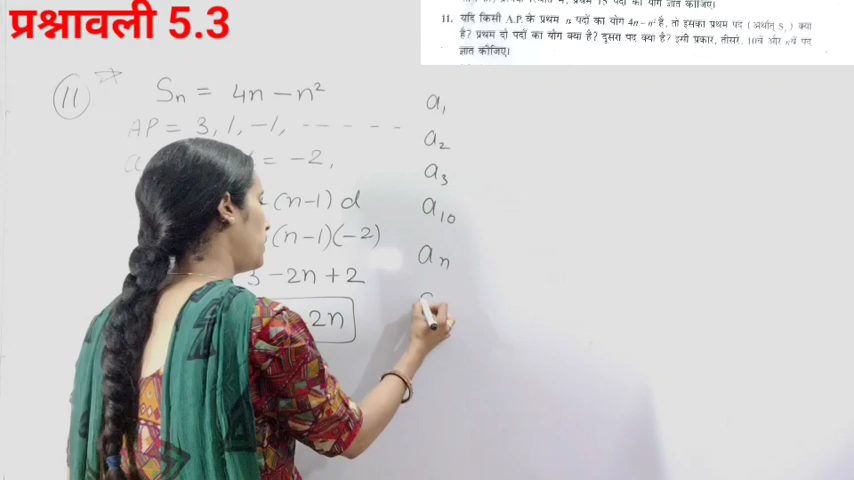 प्रश्नावली 5.3
11. यदि किसी A.P. के प्रथम n पदों का योग 4n – n² है, तो इसका प्रथम पद (अर्थात् S₁) क्या
है? प्रथम दो पदों का योग क्या है? दूसरा पद क्या है? इसी प्रकार, तीसरे, 10वें और nवें पद
ज्ञात कीजिए।
11 Sn = 4n - n²
AP = 3, 1, -1, ------
= -2,
(n-1) d
(n-1)(-2)
3 - 2n + 2
2n
a₁
a₂
a₃
a₁₀
aₙ